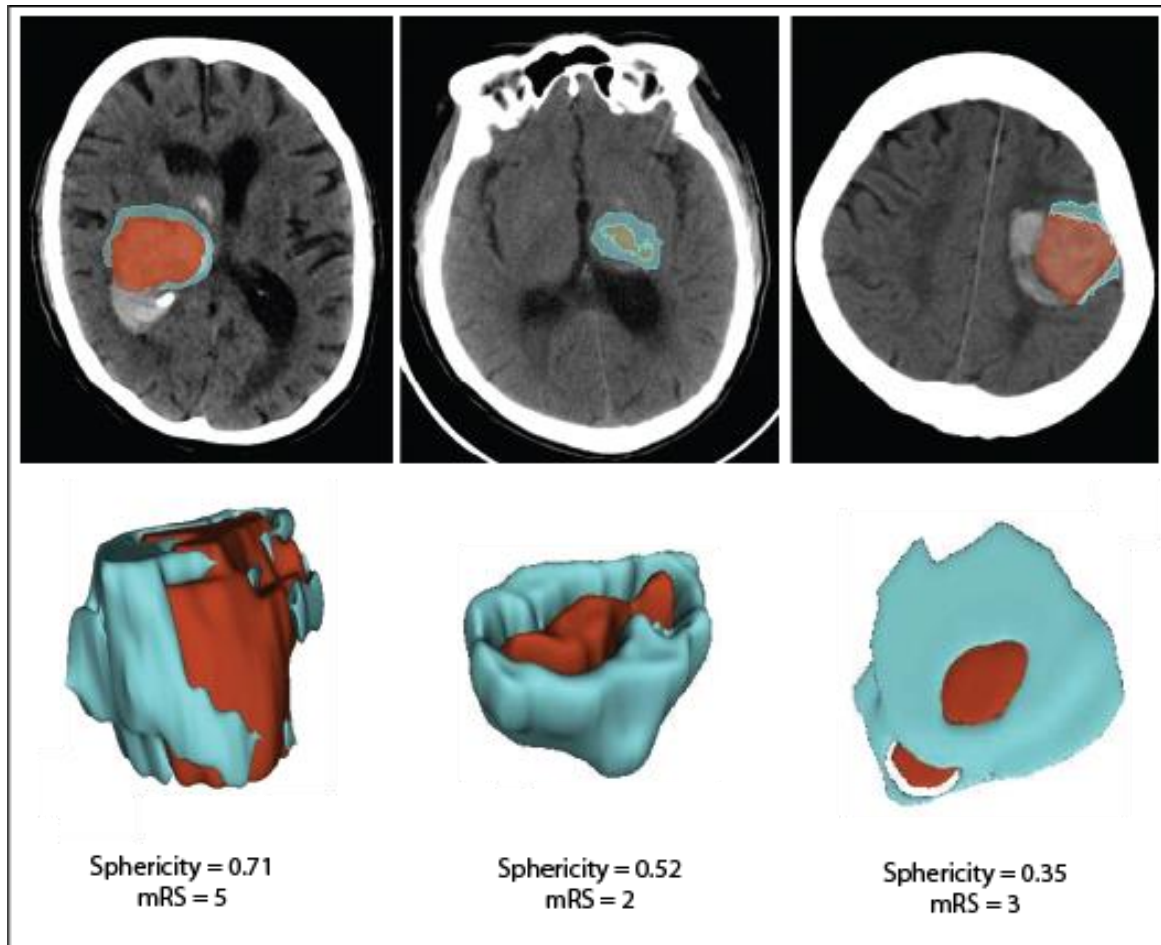 Sphericity = 0.71
mRS = 5
Sphericity = 0.52
mRS = 2
Sphericity = 0.35
mRS = 3